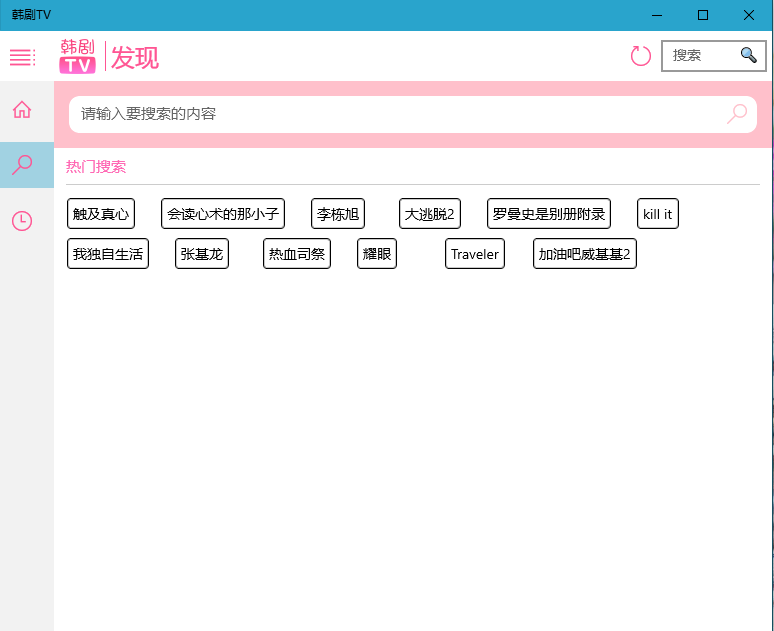 韩剧TV
韩剧
TV
发现
搜索
请输入要搜索的内容
热门搜索
触及真心 会读心术的那小子 李栋旭 大逃脱2 罗曼史是别册附录 kill it
我独自生活 张基龙 热血司祭 耀眼 Traveler 加油吧威基基2